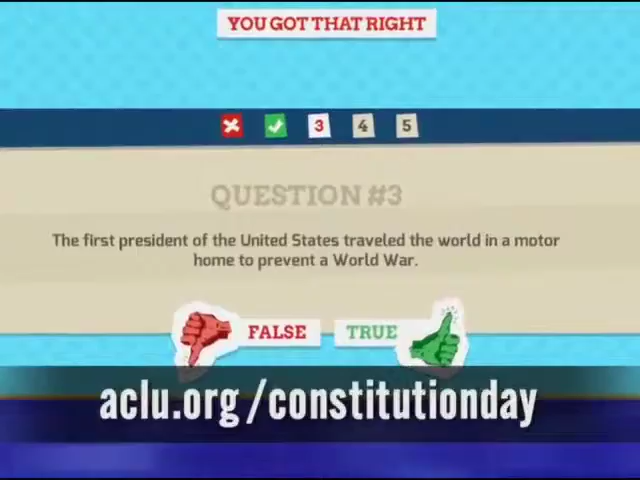 YOU GOT THAT RIGHT
3 4 5
QUESTION #3
The first president of the United States traveled the world in a motor
home to prevent a World War.
FALSE TRUE
aclu.org/constitutionday